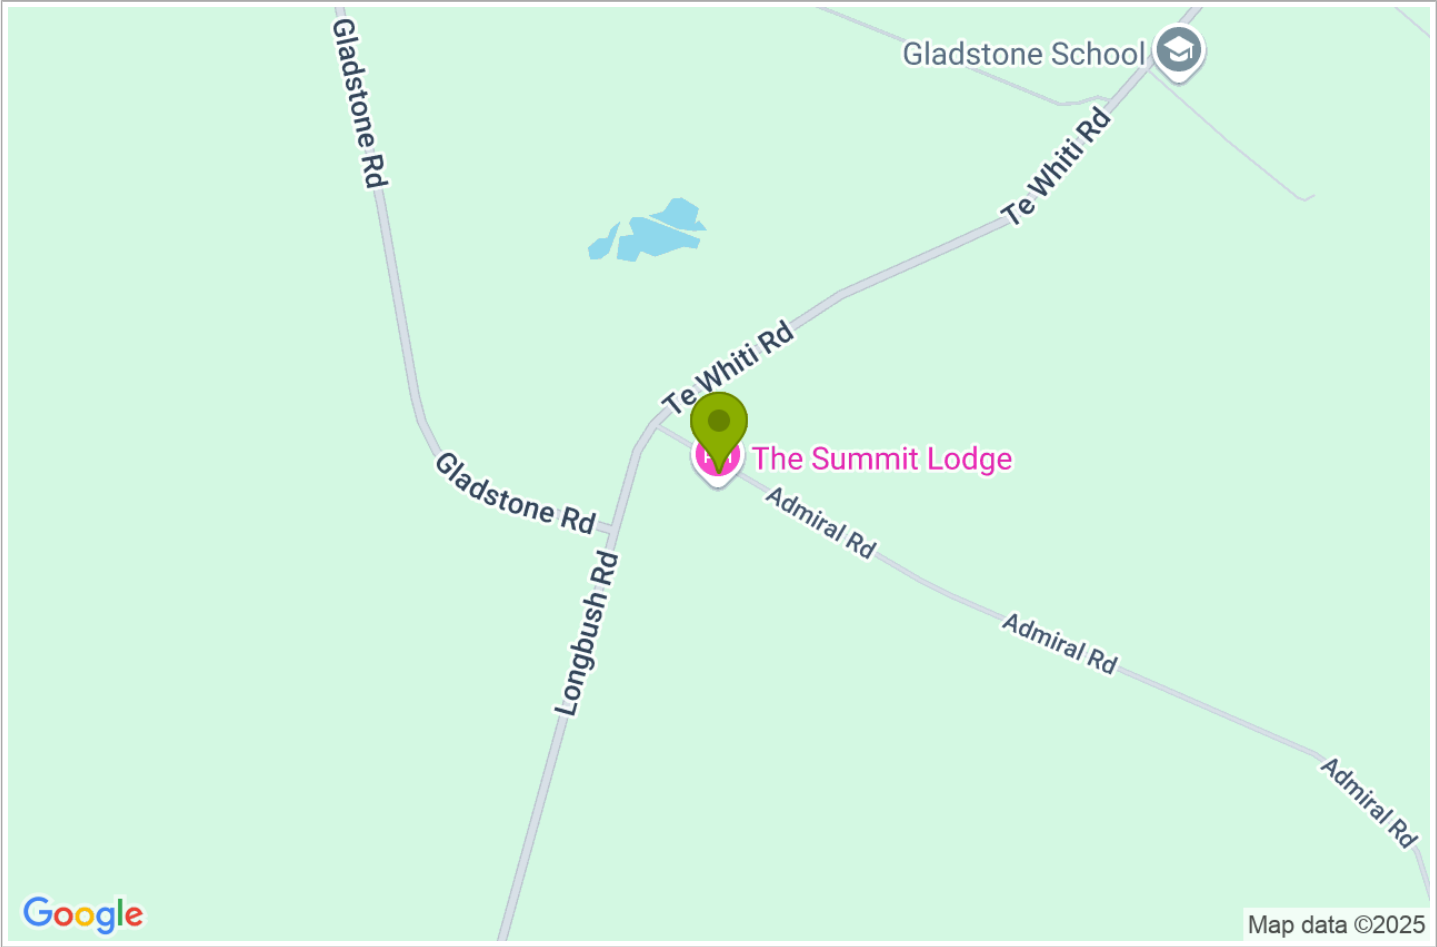 Gladstone Rd
Gladstone School
Te Whiti Rd
Te Whiti Rd
The Summit Lodge
Gladstone Rd
Admiral Rd
Longbush Rd
Admiral Rd
Admiral Rd
Google
Map data ©2025